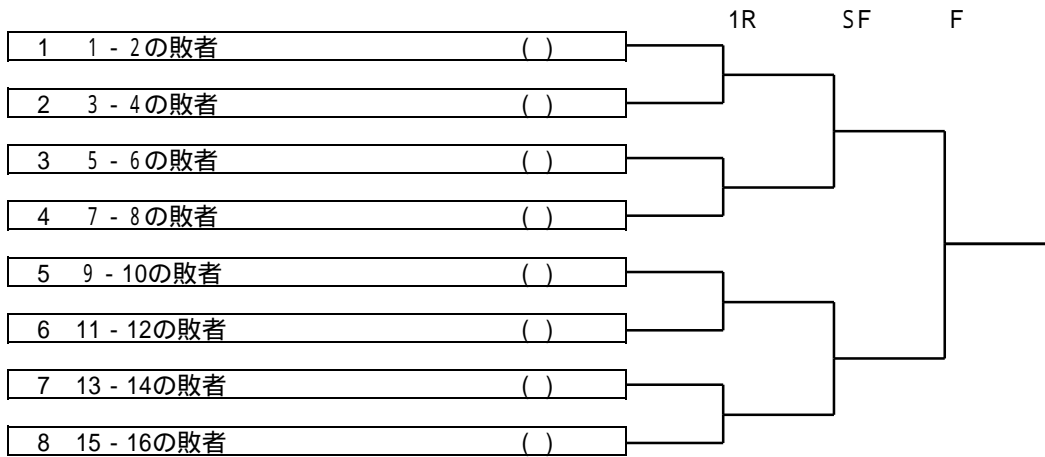 1R SF F
1 1 - 2の敗者 ( )
2 3 - 4の敗者 ( )
3 5 - 6の敗者 ( )
4 7 - 8の敗者 ( )
5 9 - 10の敗者 ( )
6 11 - 12の敗者 ( )
7 13 - 14の敗者 ( )
8 15 - 16の敗者 ( )